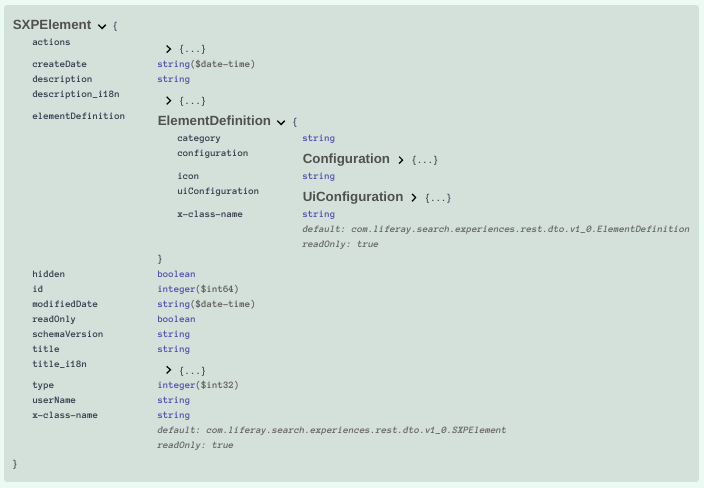 SXPElement {
actions {...}
createDate string($date-time)
description string
description_i18n {...}
elementDefinition ElementDefinition {
category string
configuration Configuration {...}
icon string
uiConfiguration UiConfiguration {...}
x-class-name string
default: com.liferay.search.experiences.rest.dto.v1_0.ElementDefinition
readOnly: true
}
hidden boolean
id integer($int64)
modifiedDate string($date-time)
readOnly boolean
schemaVersion string
title string
title_i18n {...}
type integer($int32)
userName string
x-class-name string
default: com.liferay.search.experiences.rest.dto.v1_0.SXPElement
readOnly: true
}